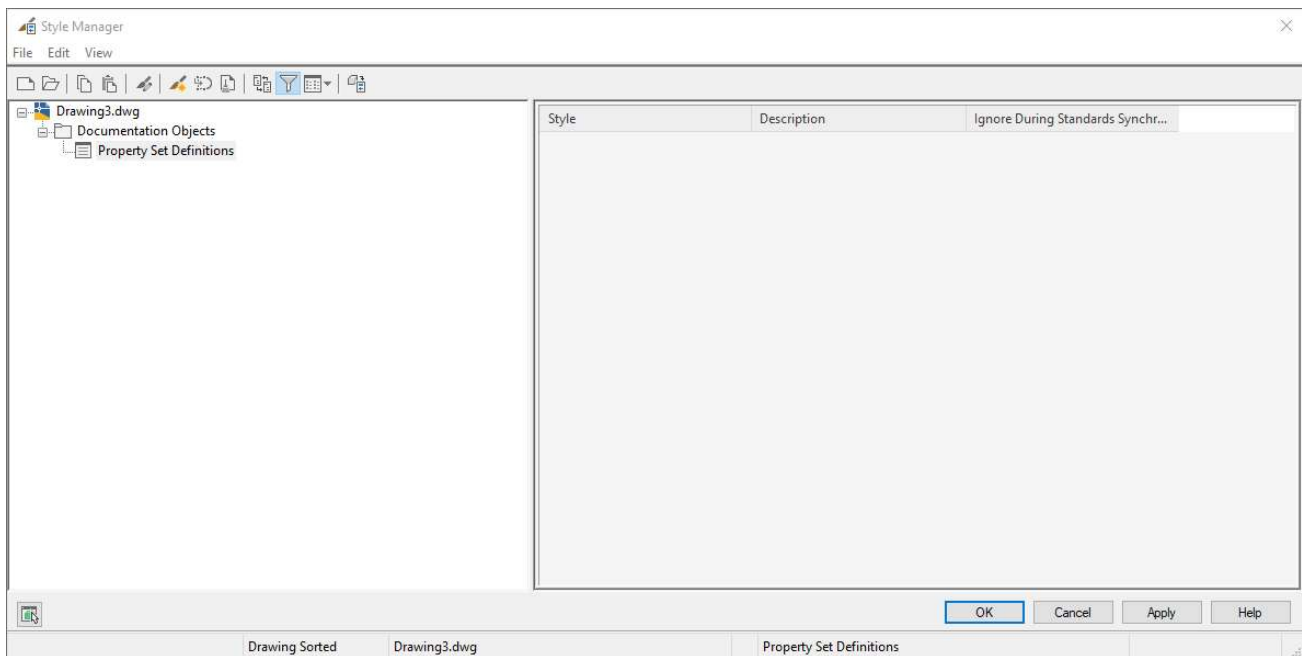 Style Manager
File Edit View
Drawing3.dwg
Documentation Objects
Property Set Definitions
Style Description Ignore During Standards Synchr...
OK Cancel Apply Help
Drawing Sorted Drawing3.dwg Property Set Definitions